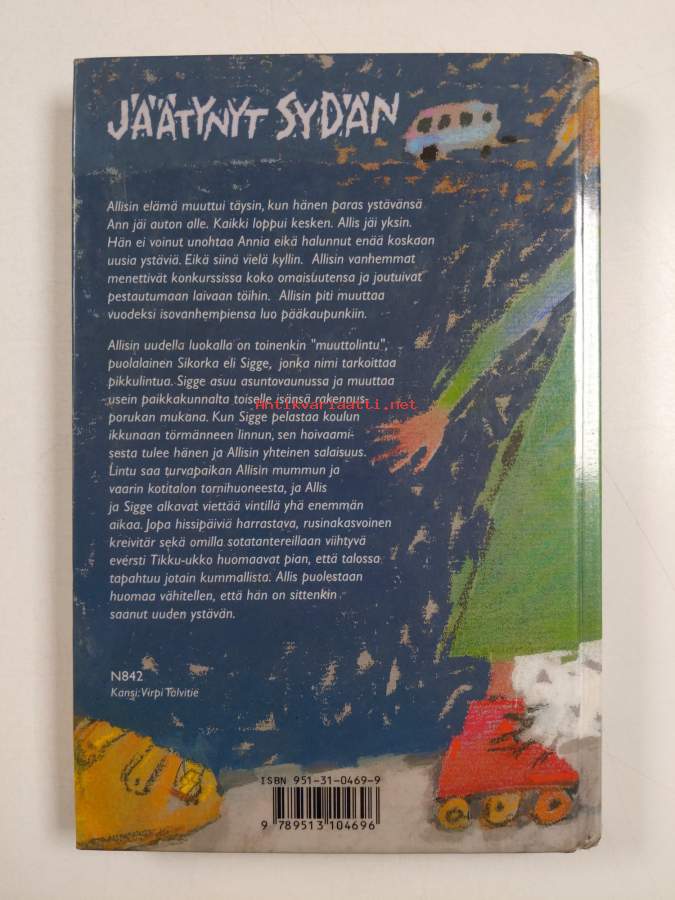 JÄÄTYNYT SYDÄN
Allisin elämä muuttui täysin, kun hänen paras ystävänsä
Ann jäi auton alle. Kaikki loppui kesken. Allis jäi yksin.
Hän ei voinut unohtaa Annia eikä halunnut enää koskaan
uusia ystäviä. Eikä siinä vielä kyllin. Allisin vanhemmat
menettivät konkurssissa koko omaisuutensa ja joutuivat
pestautumaan laivaan töihin. Allisin piti muuttaa
vuodeksi isovanhempiensa luo pääkaupunkiin.
Allisin uudella luokalla on toinenkin "muuttolintu",
puolalainen Sikorka eli Sigge, jonka nimi tarkoittaa
pikkulintua. Sigge asuu asuntovaunussa ja muuttaa
usein paikkakunnalta toiselle isänsä rakennus-
porukan mukana. Kun Sigge pelastaa koulun
Antikvariaatti.net
ikkunaan törmänneen linnun, sen hoivaami-
sesta tulee hänen ja Allisin yhteinen salaisuus.
Lintu saa turvapaikan Allisin mummun ja
vaarin kotitalon tornihuoneesta, ja Allis
ja Sigge alkavat viettää vintillä yhä enemmän
aikaa. Jopa hissipäiviä harrastava, rusinakasvoinen
kreivitär sekä omilla sotatantereillaan viihtyvä
eversti Tikku-ukko huomaavat pian, että talossa
tapahtuu jotain kummallista. Allis puolestaan
huomaa vähitellen, että hän on sittenkin
saanut uuden ystävän.
N842
Kansi: Virpi Talvitie
ISBN 951-31-0469-9
9 789513 104696